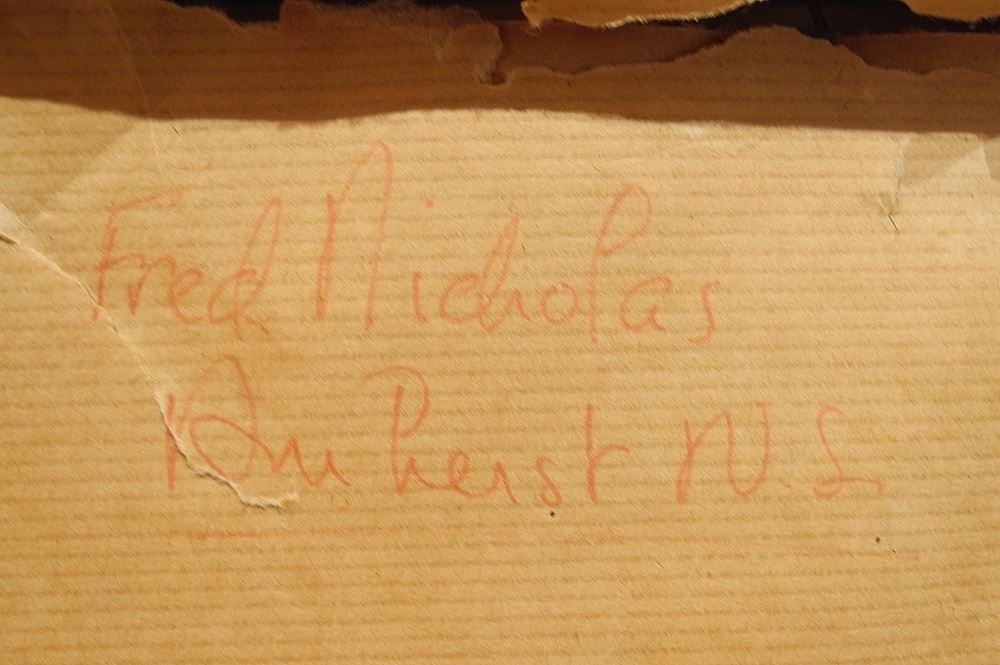 Fred Nicholas
Amherst N.S.